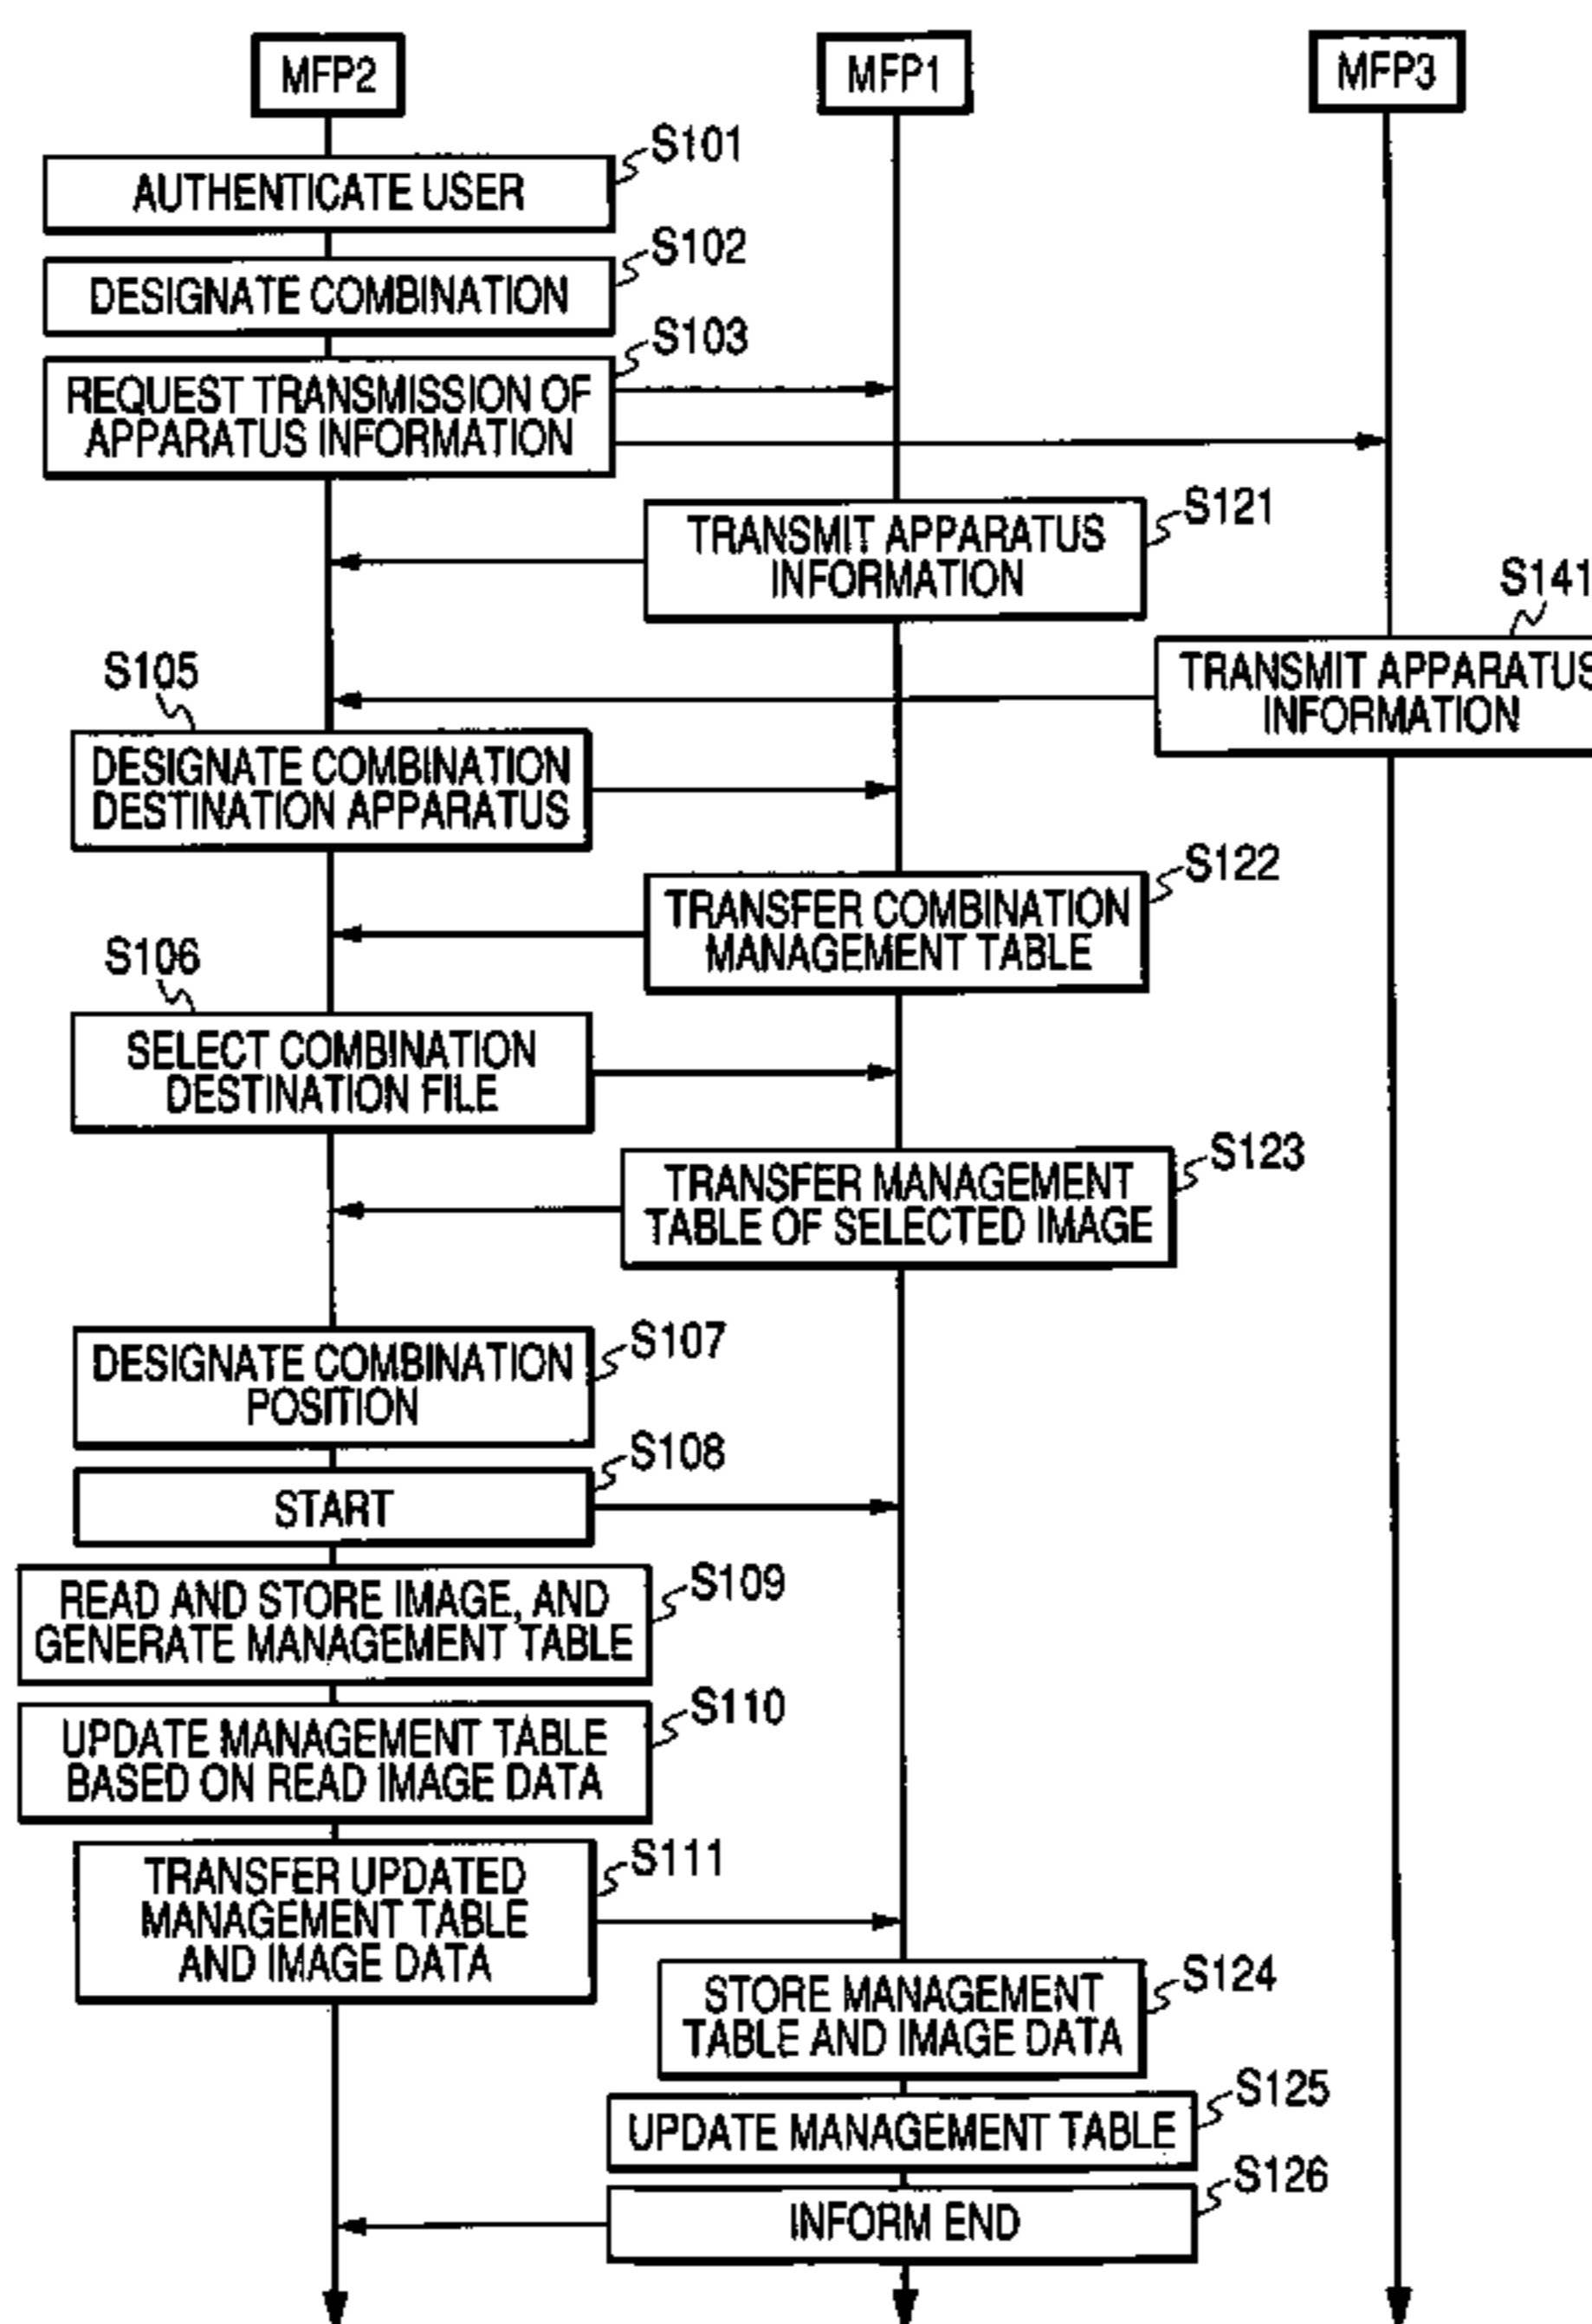 MFP2
MFP1
MFP3
S101
AUTHENTICATE USER
S102
DESIGNATE COMBINATION
S103
REQUEST TRANSMISSION OF
APPARATUS INFORMATION
S121
TRANSMIT APPARATUS
INFORMATION
S141
TRANSMIT APPARATUS
INFORMATION
S105
DESIGNATE COMBINATION
DESTINATION APPARATUS
S122
TRANSFER COMBINATION
MANAGEMENT TABLE
S106
SELECT COMBINATION
DESTINATION FILE
S123
TRANSFER MANAGEMENT
TABLE OF SELECTED IMAGE
S107
DESIGNATE COMBINATION
POSITION
S108
START
S109
READ AND STORE IMAGE, AND
GENERATE MANAGEMENT TABLE
S110
UPDATE MANAGEMENT TABLE
BASED ON READ IMAGE DATA
S111
TRANSFER UPDATED
MANAGEMENT TABLE
AND IMAGE DATA
S124
STORE MANAGEMENT
TABLE AND IMAGE DATA
S125
UPDATE MANAGEMENT TABLE
S126
INFORM END